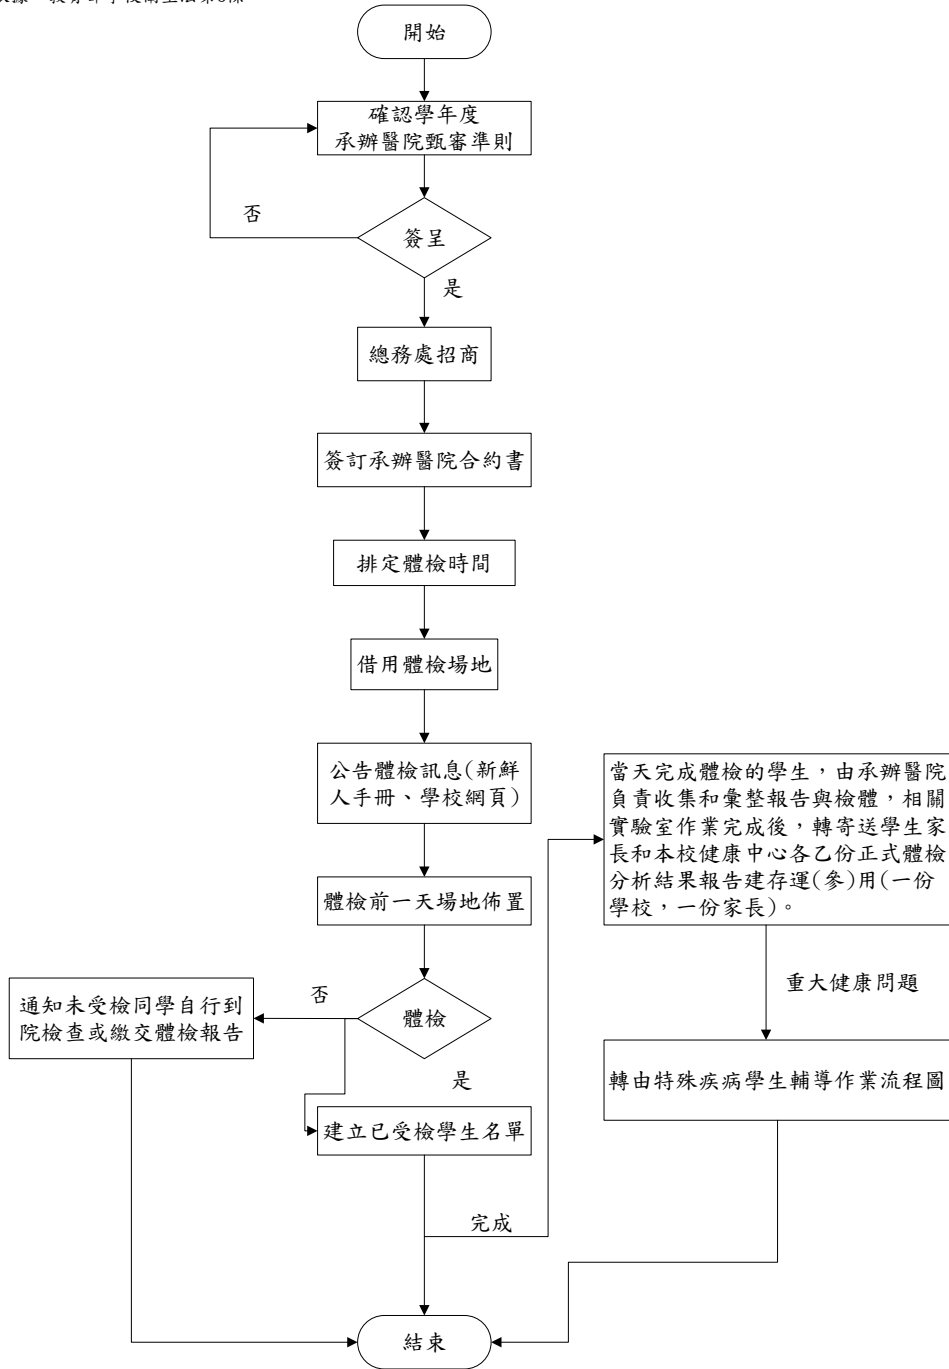 開始
確認學年度
承辦醫院甄審準則
否
簽呈
是
總務處招商
簽訂承辦醫院合約書
排定體檢時間
借用體檢場地
公告體檢訊息(新鮮
人手冊、學校網頁)
體檢前一天場地佈置
否
體檢
是
通知未受檢同學自行到
院檢查或繳交體檢報告
建立已受檢學生名單
完成
當天完成體檢的學生，由承辦醫院
負責收集和彙整報告與檢體，相關
實驗室作業完成後，轉寄送學生家
長和本校健康中心各乙份正式體檢
分析結果報告建存運(參)用(一份
學校，一份家長)。
重大健康問題
轉由特殊疾病學生輔導作業流程圖
結束